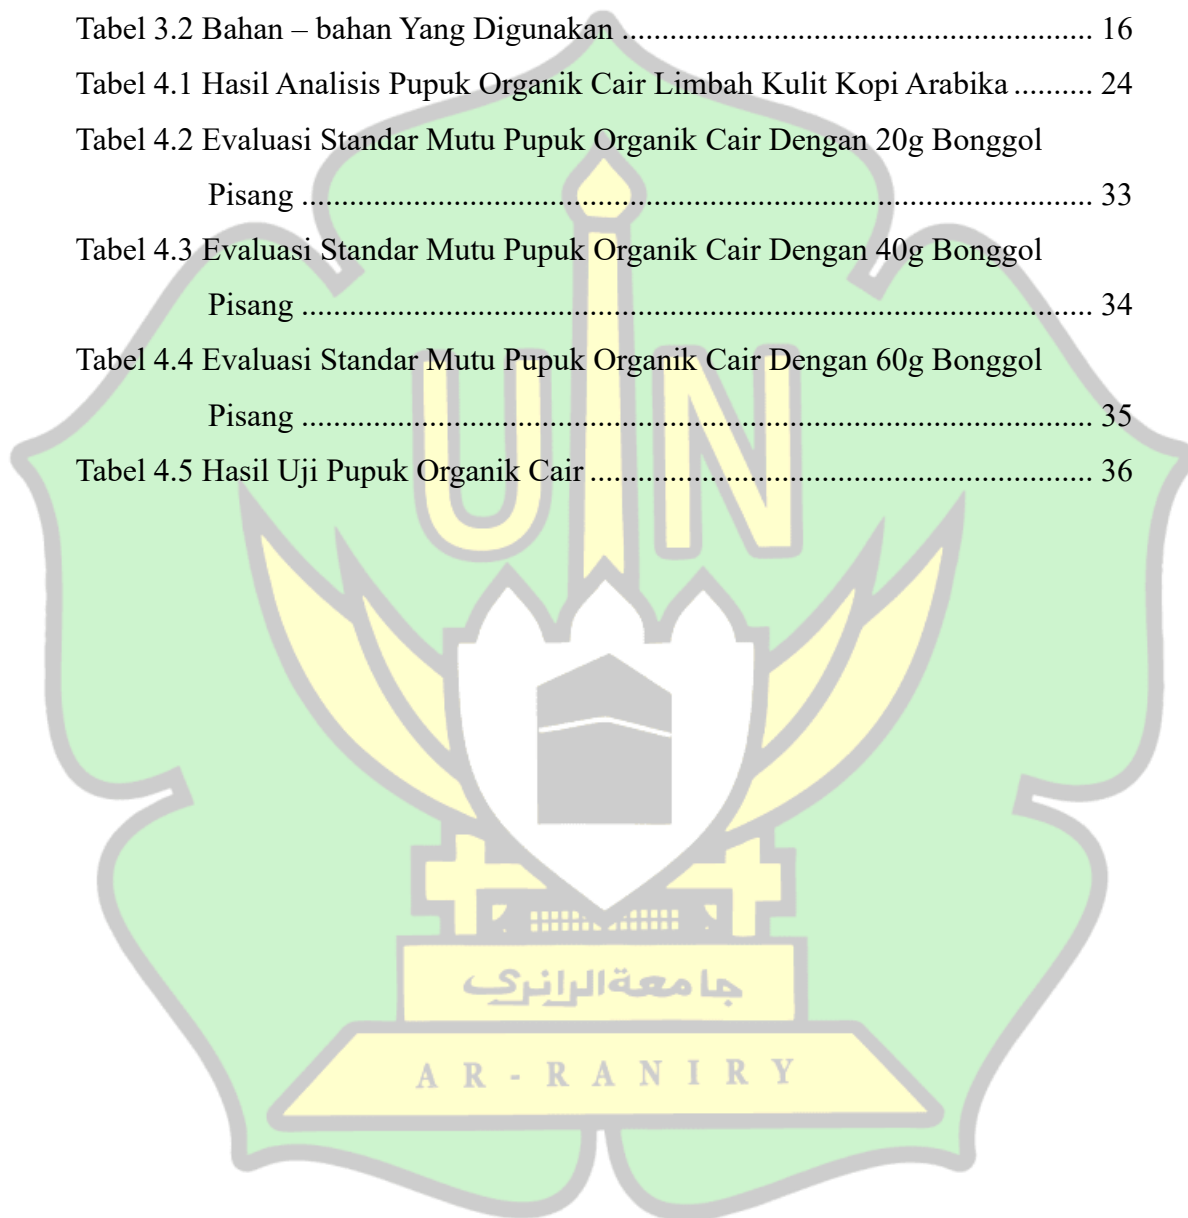 Tabel 3.2 Bahan – bahan Yang Digunakan ........................................................... 16
Tabel 4.1 Hasil Analisis Pupuk Organik Cair Limbah Kulit Kopi Arabika .......... 24
Tabel 4.2 Evaluasi Standar Mutu Pupuk Organik Cair Dengan 20g Bonggol
Pisang ................................................................................................... 33
Tabel 4.3 Evaluasi Standar Mutu Pupuk Organik Cair Dengan 40g Bonggol
Pisang ................................................................................................... 34
Tabel 4.4 Evaluasi Standar Mutu Pupuk Organik Cair Dengan 60g Bonggol
Pisang ................................................................................................... 35
Tabel 4.5 Hasil Uji Pupuk Organik Cair ............................................................... 36
UIN
جامعة الرانري
AR-RANIRY